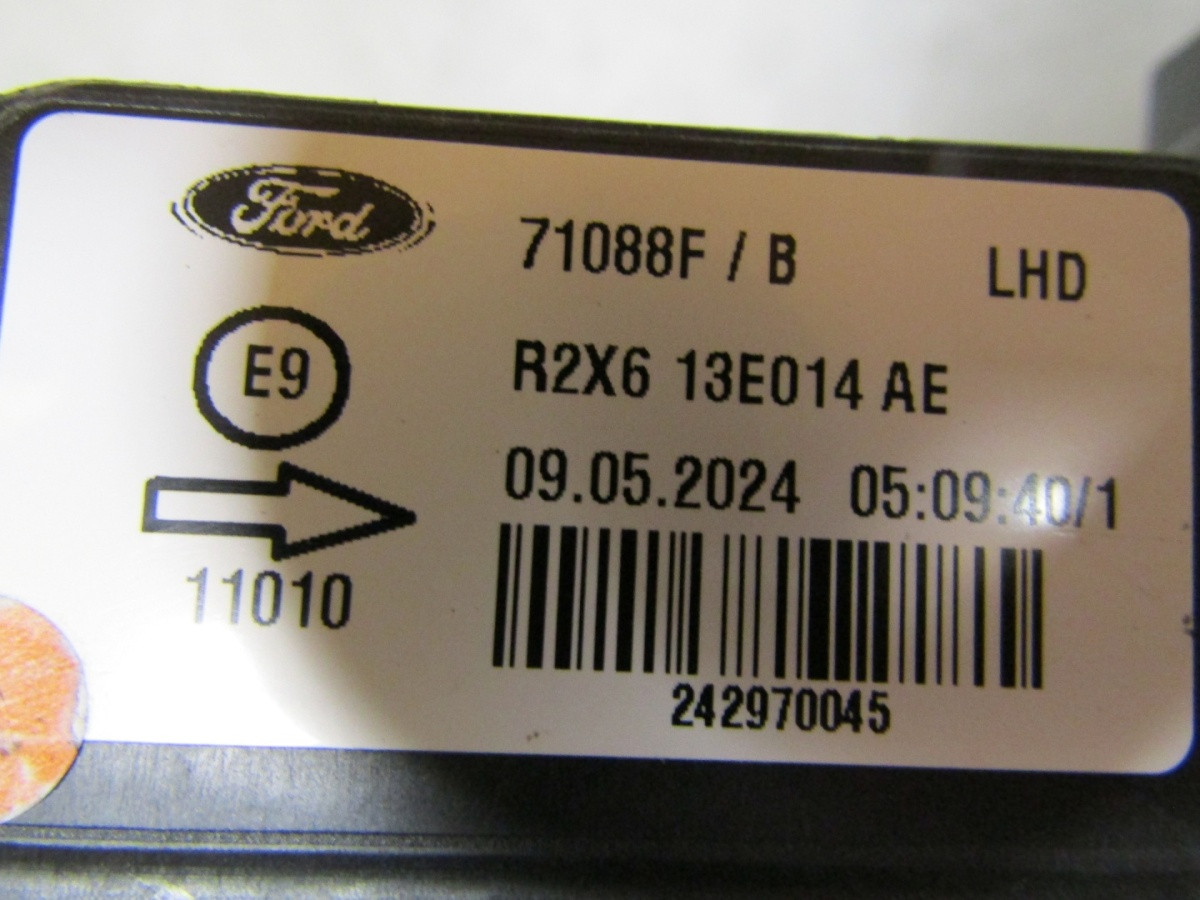 Ford
71088F / B LHD
E9
R2X6 13E014 AE
09.05.2024 05:09:40/1
11010
242970045